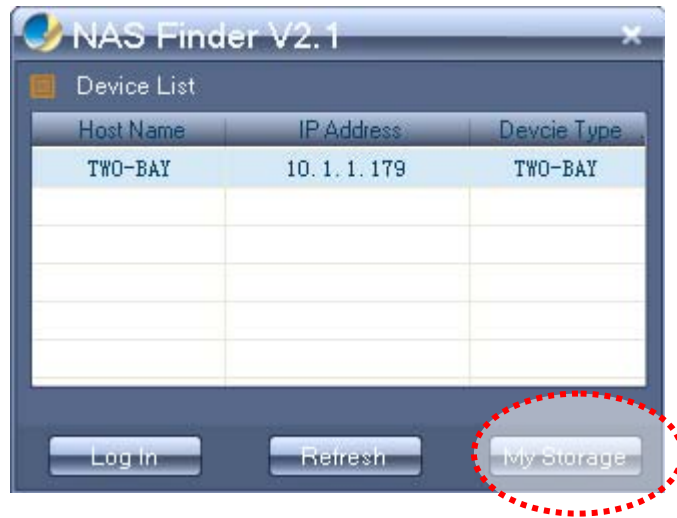 NAS Finder V2.1
Device List
Host Name IP Address Devcie Type
TWO-BAY 10.1.1.179 TWO-BAY
Log In Refresh My Storage